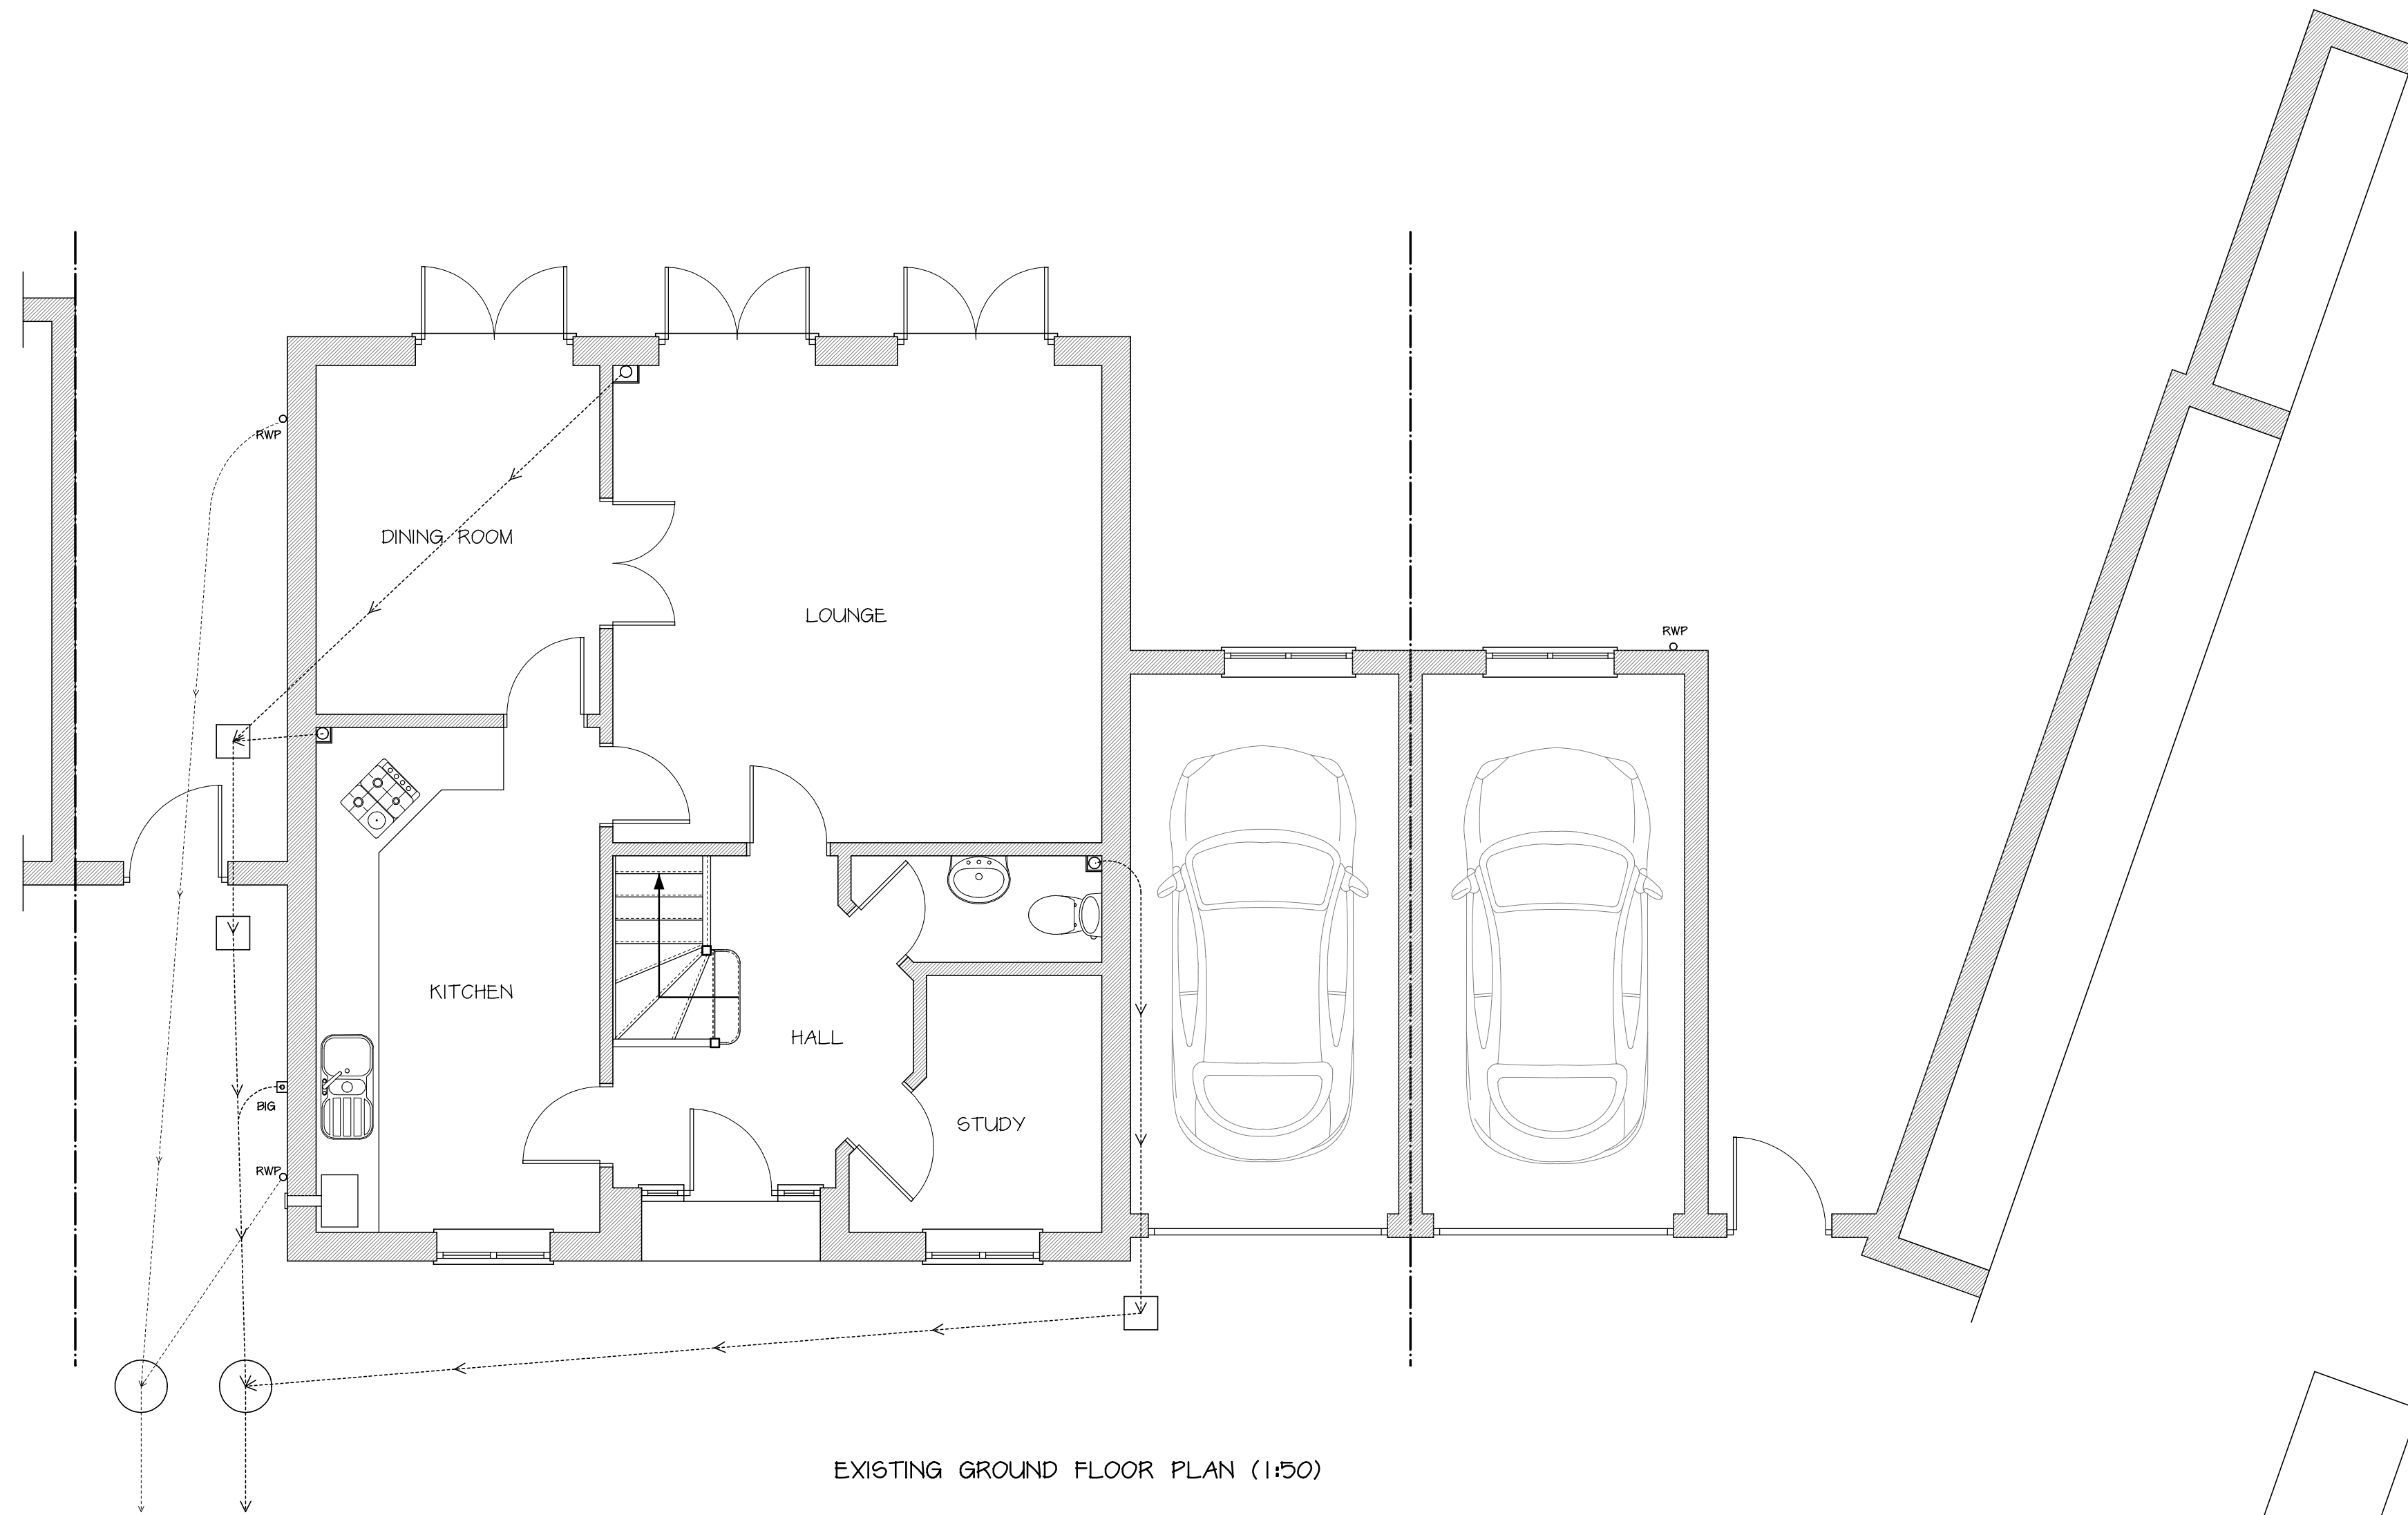 RWP
DINING ROOM
LOUNGE
RWP
KITCHEN
HALL
BIG
STUDY
RWP
EXISTING GROUND FLOOR PLAN (1:50)